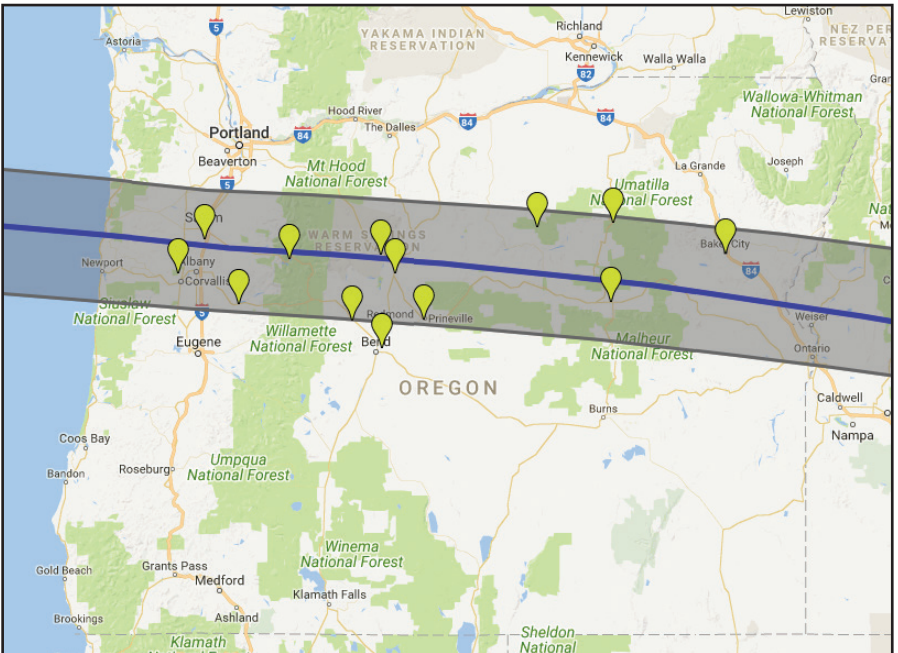 Lewiston
Richland
5
YAKAMA INDIAN
RESERVATION
NEZ PER
RESERVA
Astoria
Kennewick
Walla Walla
82
Gran
Wallowa-Whitman
National Forest
Hood River
84
84
The Dalles
Portland
84
Beaverton
Mt Hood
National Forest
La Grande
Joseph
5
Umatilla
National Forest
Nat
WARM SPRINGS
RESERVATION
Baker City
84
Newport
Albany
Corvallis
Siuslaw
National Forest
5
Redmond
Prineville
Weiser
Willamette
National Forest
Eugene
Bend
Malheur
National Forest
Ontario
OREGON
Caldwell
Burns
Nampa
Coos Bay
Umpqua
National Forest
Roseburg
Bandon
Winema
National Forest
Gold Beach
Grants Pass
Medford
Klamath Falls
Brookings
Ashland
Klamath
Sheldon
National